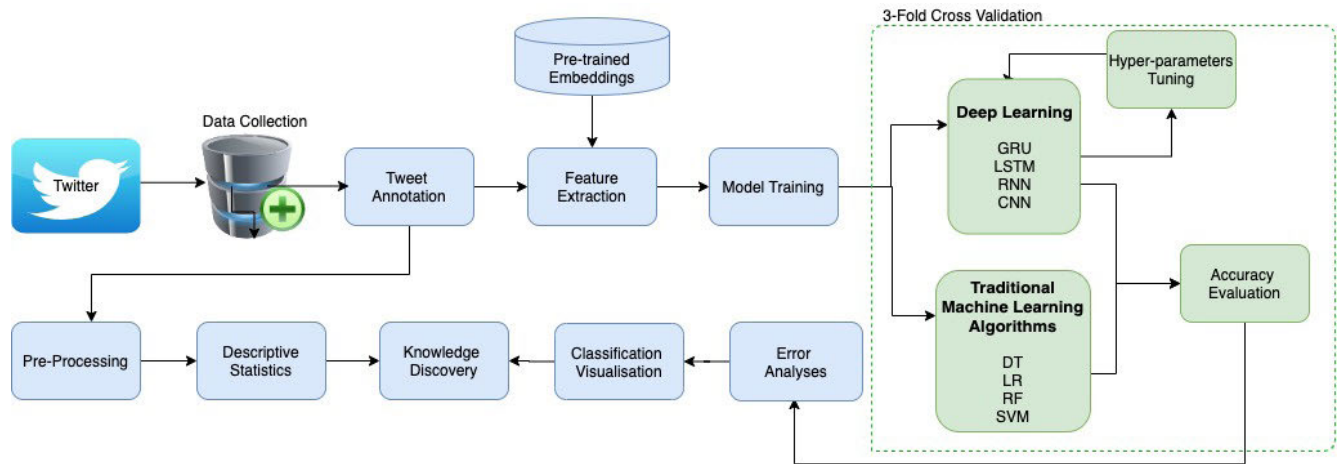 3-Fold Cross Validation
Pre-trained
Embeddings
Hyper-parameters
Tuning
Data Collection
Twitter
Tweet
Annotation
Feature
Extraction
Model Training
Deep Learning
GRU
LSTM
RNN
CNN
Traditional
Machine Learning
Algorithms
DT
LR
RF
SVM
Accuracy
Evaluation
Pre-Processing
Descriptive
Statistics
Knowledge
Discovery
Classification
Visualisation
Error
Analyses